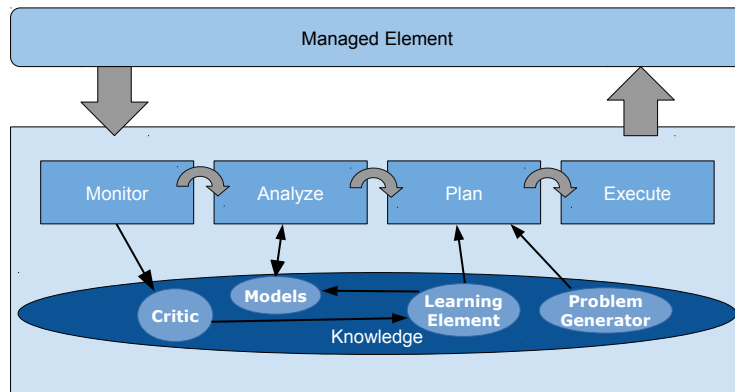 Managed Element
Monitor
Analyze
Plan
Execute
Models
Critic
Learning
Element
Problem
Generator
Knowledge